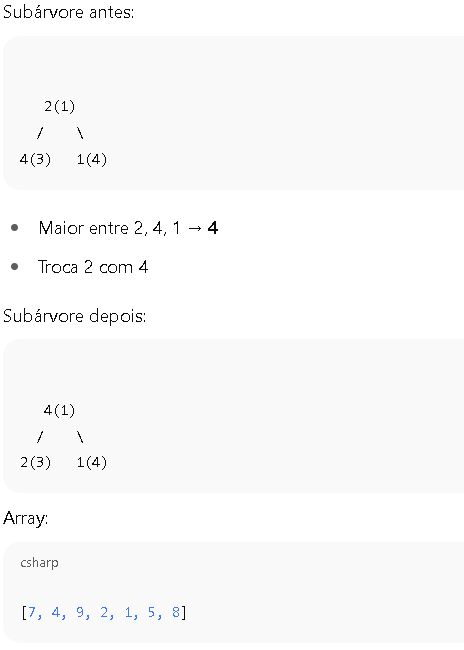 Subárvore antes:
2(1)
/ \
4(3) 1(4)
• Maior entre 2, 4, 1 → 4
• Troca 2 com 4
Subárvore depois:
4(1)
/ \
2(3) 1(4)
Array:
csharp
[7, 4, 9, 2, 1, 5, 8]